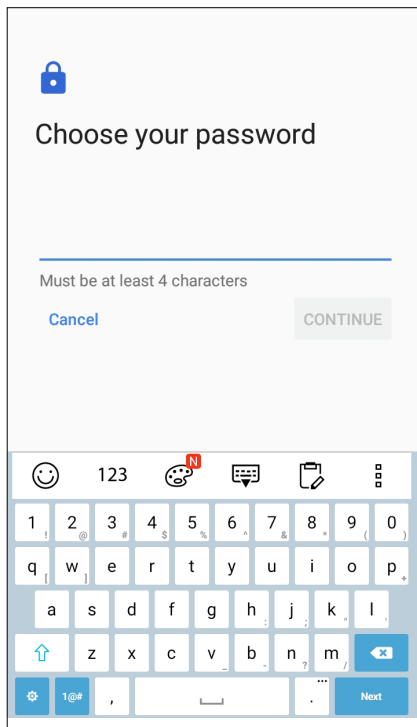 Choose your password
Must be at least 4 characters
Cancel CONTINUE
123 N
1 ! 2 @ 3 # 4 $ 5 % 6 ^ 7 & 8 * 9 ( 0 )
q [ w ] e r t y u i o p +
a s d f g h : j ; k " l '
z x c v _ b - n ? m /
1@# , . ... Next